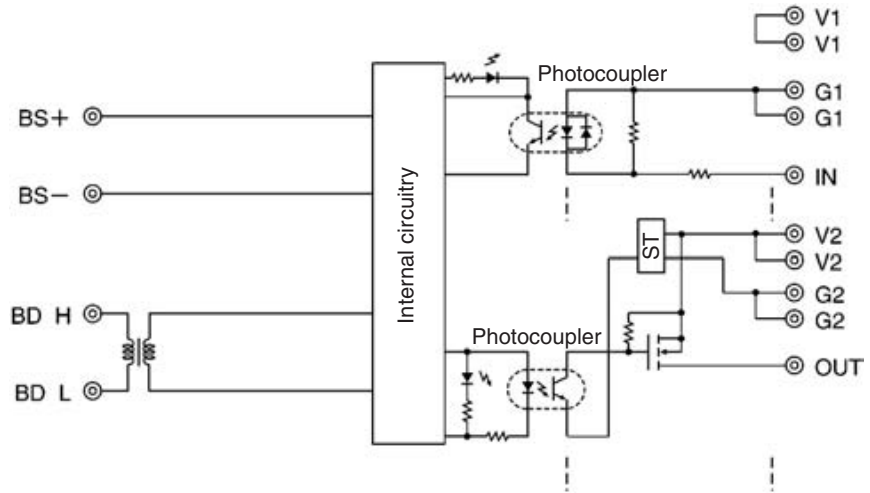 V1
V1
Photocoupler
G1
G1
BS+
BS−
IN
Internal circuitry
ST
V2
V2
G2
G2
BD H
BD L
Photocoupler
OUT